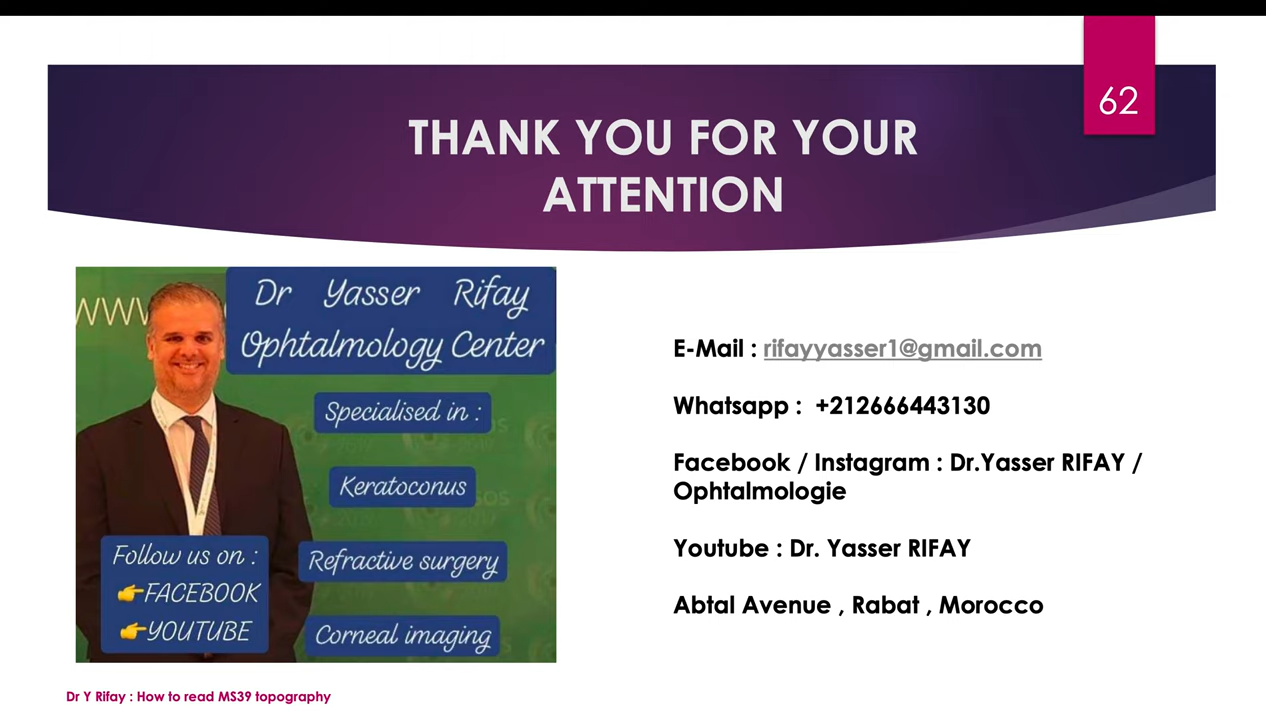 62
THANK YOU FOR YOUR
ATTENTION
WWW
Dr Yasser Rifay
Ophtalmology Center
Specialised in :
Keratoconus
Refractive surgery
Corneal imaging
Follow us on :
👉FACEBOOK
👉YOUTUBE
E-Mail : rifayyasser1@gmail.com
Whatsapp : +212666443130
Facebook / Instagram : Dr.Yasser RIFAY /
Ophtalmologie
Youtube : Dr. Yasser RIFAY
Abtal Avenue , Rabat , Morocco
Dr Y Rifay : How to read MS39 topography